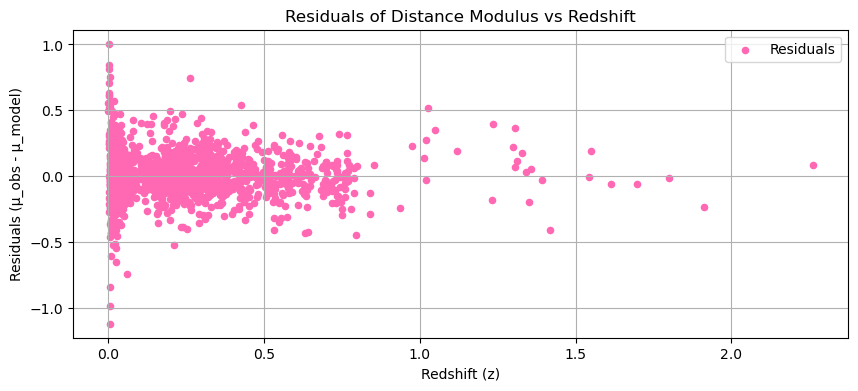 Residuals of Distance Modulus vs Redshift
Residuals
1.0
0.5
0.0
−0.5
−1.0
Residuals (μ_obs - μ_model)
0.0 0.5 1.0 1.5 2.0
Redshift (z)